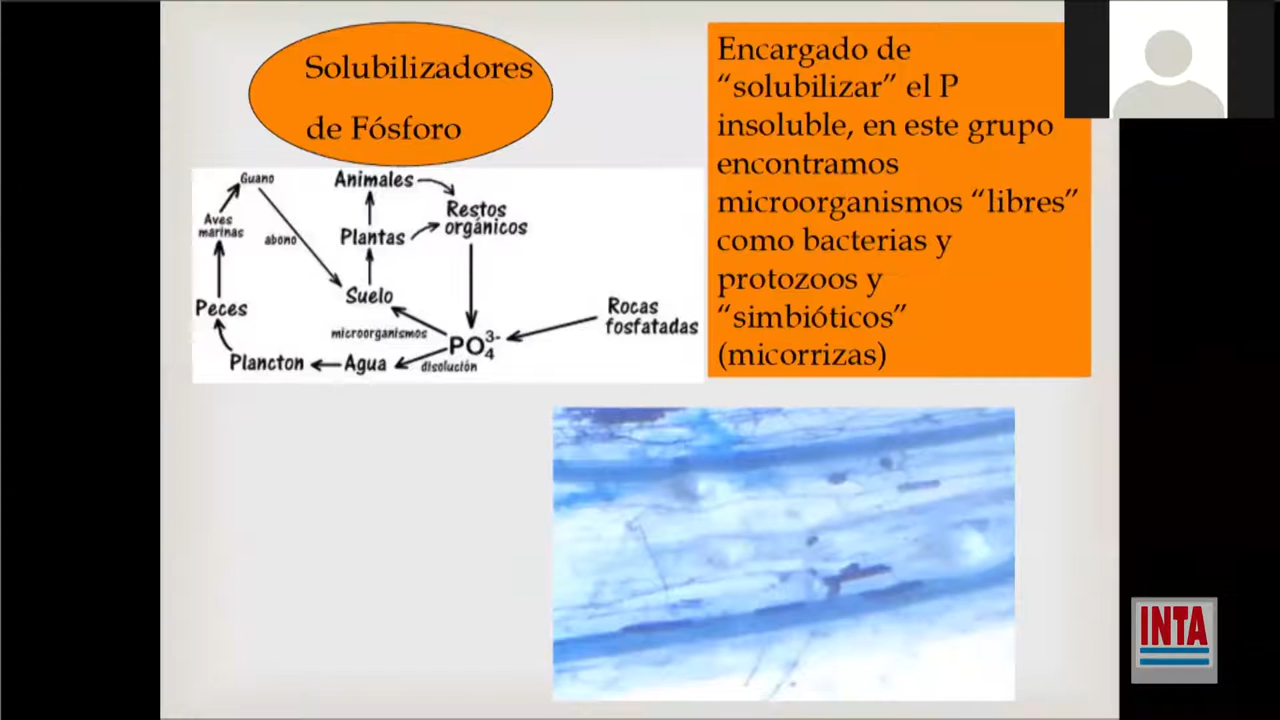 Solubilizadores
de Fósforo
Encargado de
“solubilizar” el P
insoluble, en este grupo
encontramos
microorganismos “libres”
como bacterias y
protozoos y
“simbióticos”
(micorrizas)
Guano
Animales
Restos
orgánicos
Aves
marinas
abono
Plantas
Suelo
Peces
Rocas
fosfatadas
microorganismos
PO₄³⁻
Plancton
Agua
disolución
INTA